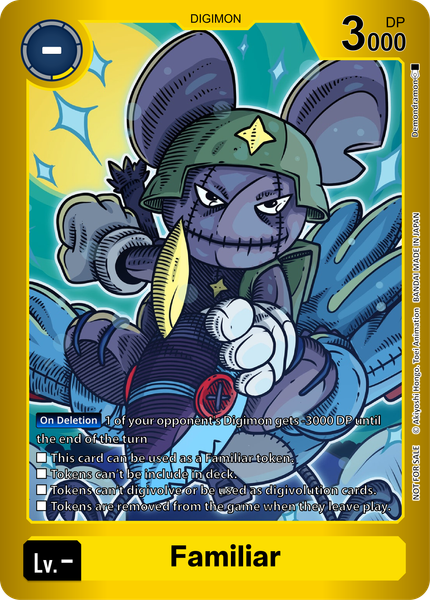 DIGIMON
DP
3000
-
Demondramon
On Deletion 1 of your opponent's Digimon gets -3000 DP until
the end of the turn
This card can be used as a Familiar token.
Tokens can't be include in deck.
Tokens can't digivolve or be used as digivolution cards.
Tokens are removed from the game when they leave play.
NOT FOR SALE © Akiyoshi Hongo, Toei Animation BANDAI MADE IN JAPAN
Lv.-
Familiar